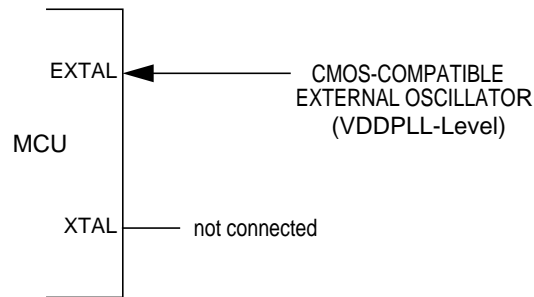 EXTAL
CMOS-COMPATIBLE
EXTERNAL OSCILLATOR
(VDDPLL-Level)
MCU
XTAL
not connected